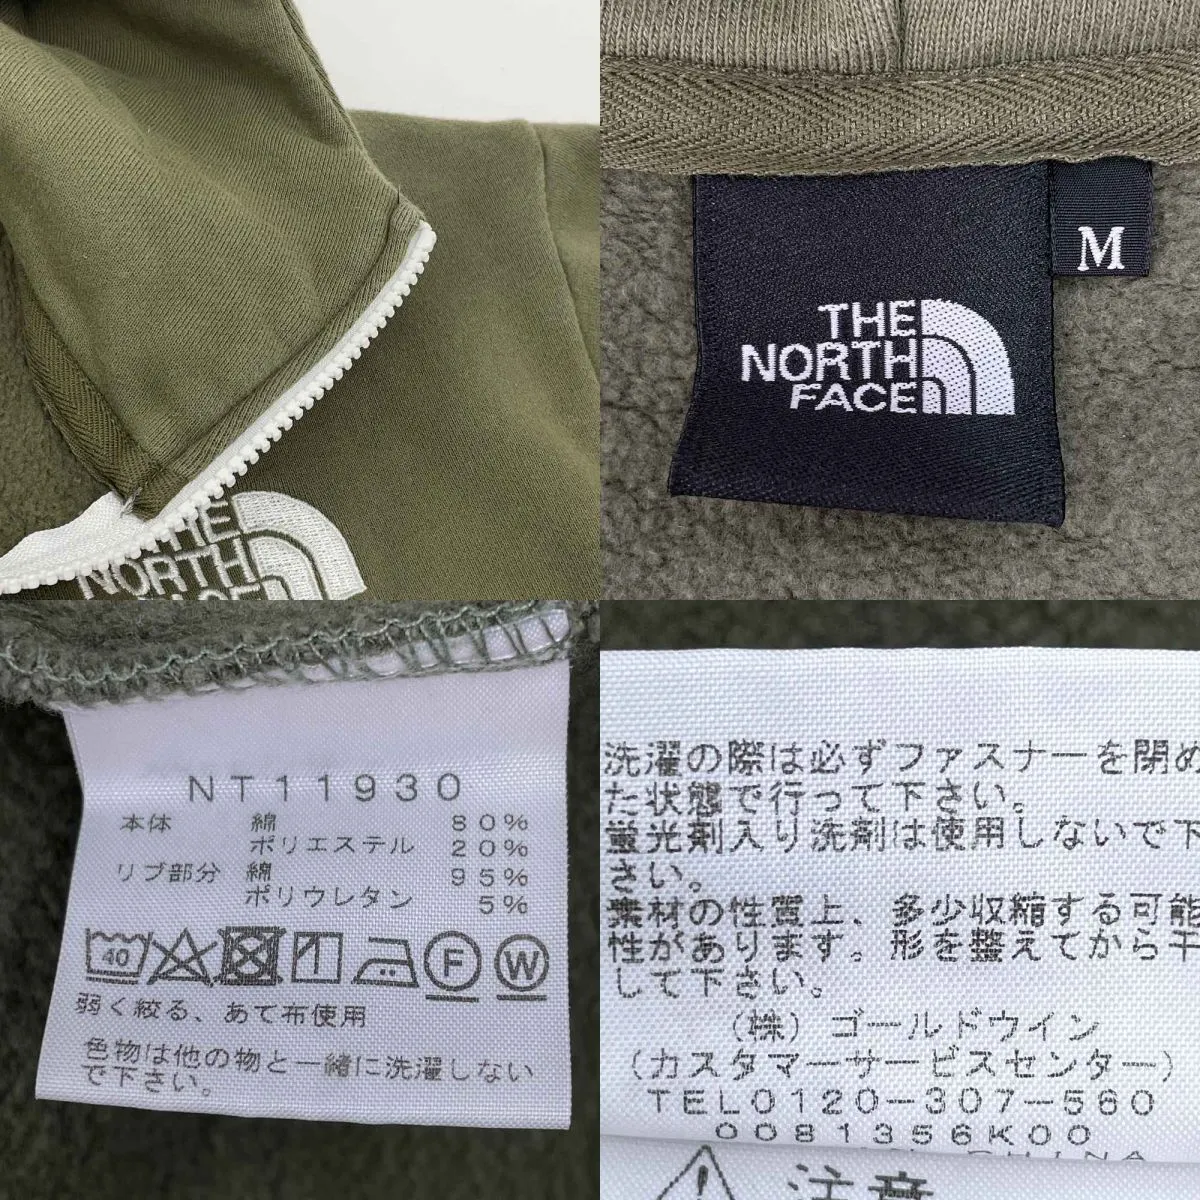 THE
NORTH
THE
NORTH
FACE
M
NT11930
本体 綿 80%
ポリエステル 20%
リブ部分 綿 95%
ポリウレタン 5%
40 F W
弱く絞る、あて布使用
色物は他の物と一緒に洗濯しない
で下さい。
洗濯の際は必ずファスナーを閉め
た状態で行って下さい。
蛍光剤入り洗剤は使用しないで下
さい。
素材の性質上、多少収縮する可能
性があります。形を整えてから干
して下さい。
(株)ゴールドウイン
(カスタマーサービスセンター)
TEL0120-307-560
0081356K00
注意